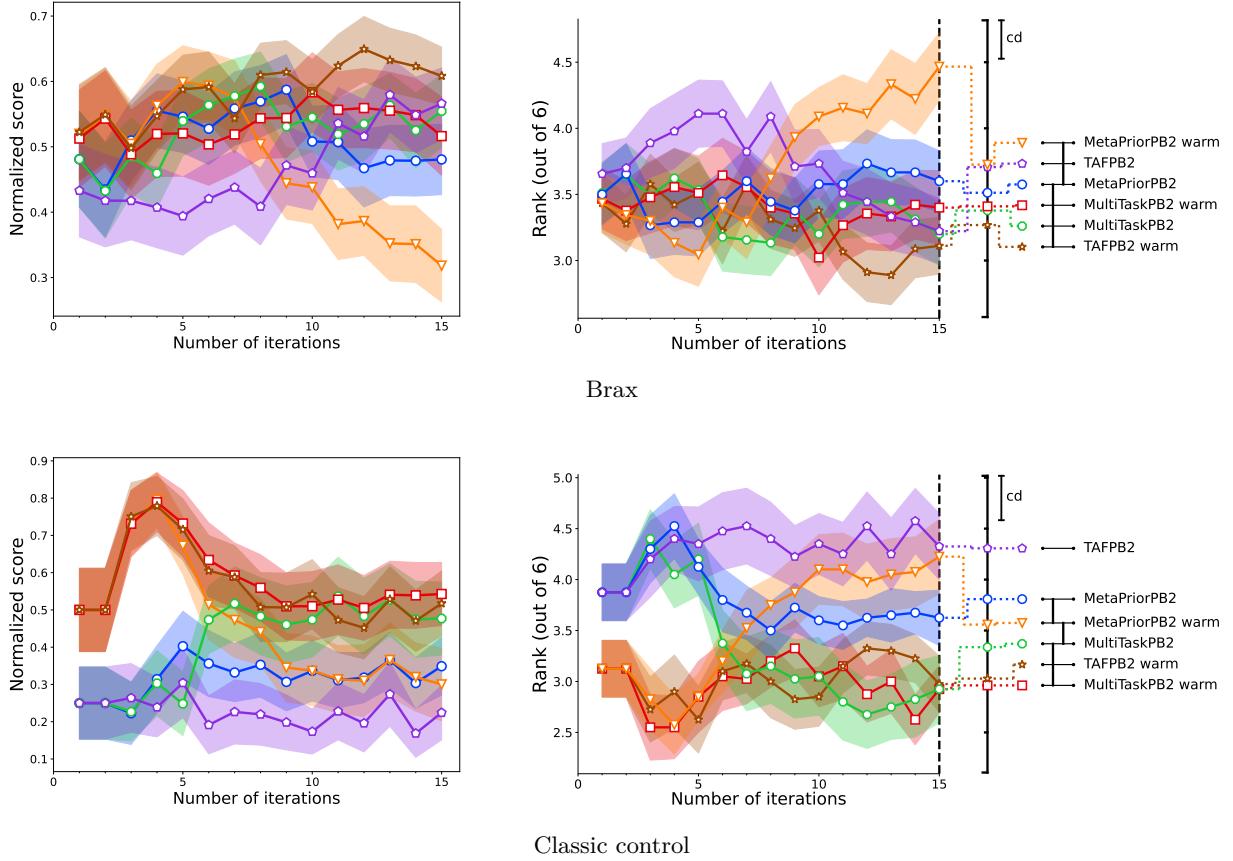 0.7
0.6
0.5
0.4
0.3
0
5
10
15
Normalized score
Number of iterations
4.5
4.0
3.5
3.0
0
5
10
15
Rank (out of 6)
Number of iterations
cd
MetaPriorPB2 warm
TAFPB2
MetaPriorPB2
MultiTaskPB2 warm
MultiTaskPB2
TAFPB2 warm
Brax
0.9
0.8
0.7
0.6
0.5
0.4
0.3
0.2
0.1
0
5
10
15
Normalized score
Number of iterations
5.0
4.5
4.0
3.5
3.0
2.5
0
5
10
15
Rank (out of 6)
Number of iterations
cd
TAFPB2
MetaPriorPB2
MetaPriorPB2 warm
MultiTaskPB2
TAFPB2 warm
MultiTaskPB2 warm
Classic control